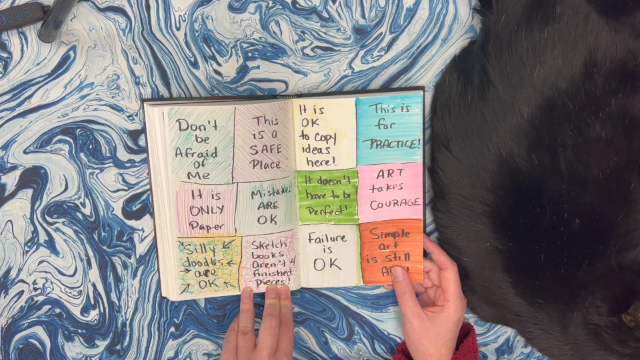 Don't
be
Afraid
of
Me
This
is a
SAFE
Place
It is
OK
to copy
ideas
here!
This is
for
PRACTICE!
It is
ONLY
Paper
Mistakes
ARE
OK
It doesn't
have to be
Perfect!
ART
takes
COURAGE
Silly
doodles
are
OK
Sketch
books
aren't
finished
pieces!
Failure
is
OK
Simple
art
is still